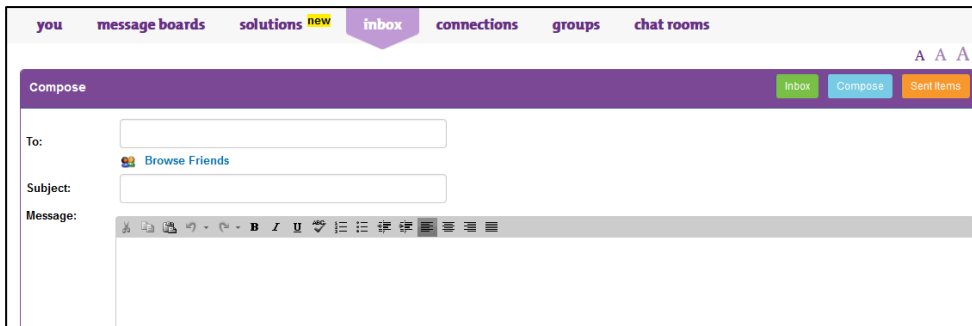 you message boards solutions new inbox connections groups chat rooms
A A A
Compose Inbox Compose Sent Items
To:
Browse Friends
Subject:
Message:
B I U ABC